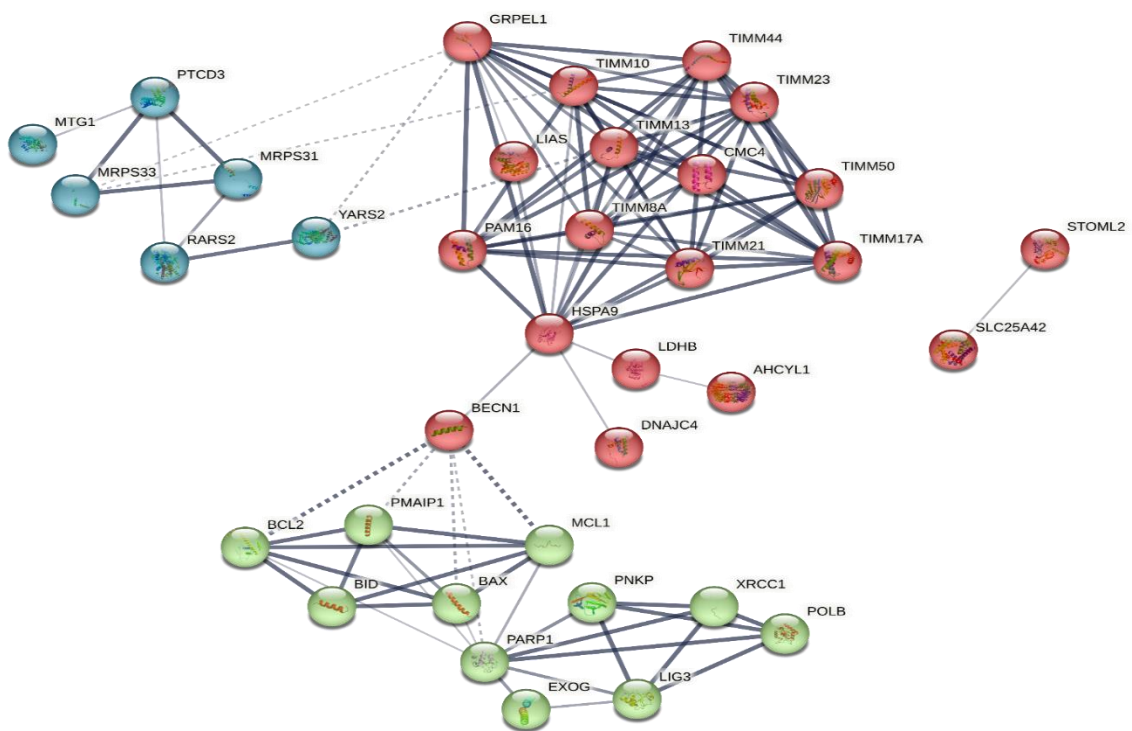 GRPEL1
TIMM44
TIMM10
TIMM23
PTCD3
MTG1
LIAS
TIMM13
CMC4
TIMM50
MRPS33
MRPS31
YARS2
TIMM8A
PAM16
RARS2
TIMM21
TIMM17A
STOML2
HSPA9
LDHB
SLC25A42
AHCYL1
BECN1
DNAJC4
PMAIP1
BCL2
MCL1
BID
BAX
PNKP
XRCC1
POLB
PARP1
EXOG
LIG3